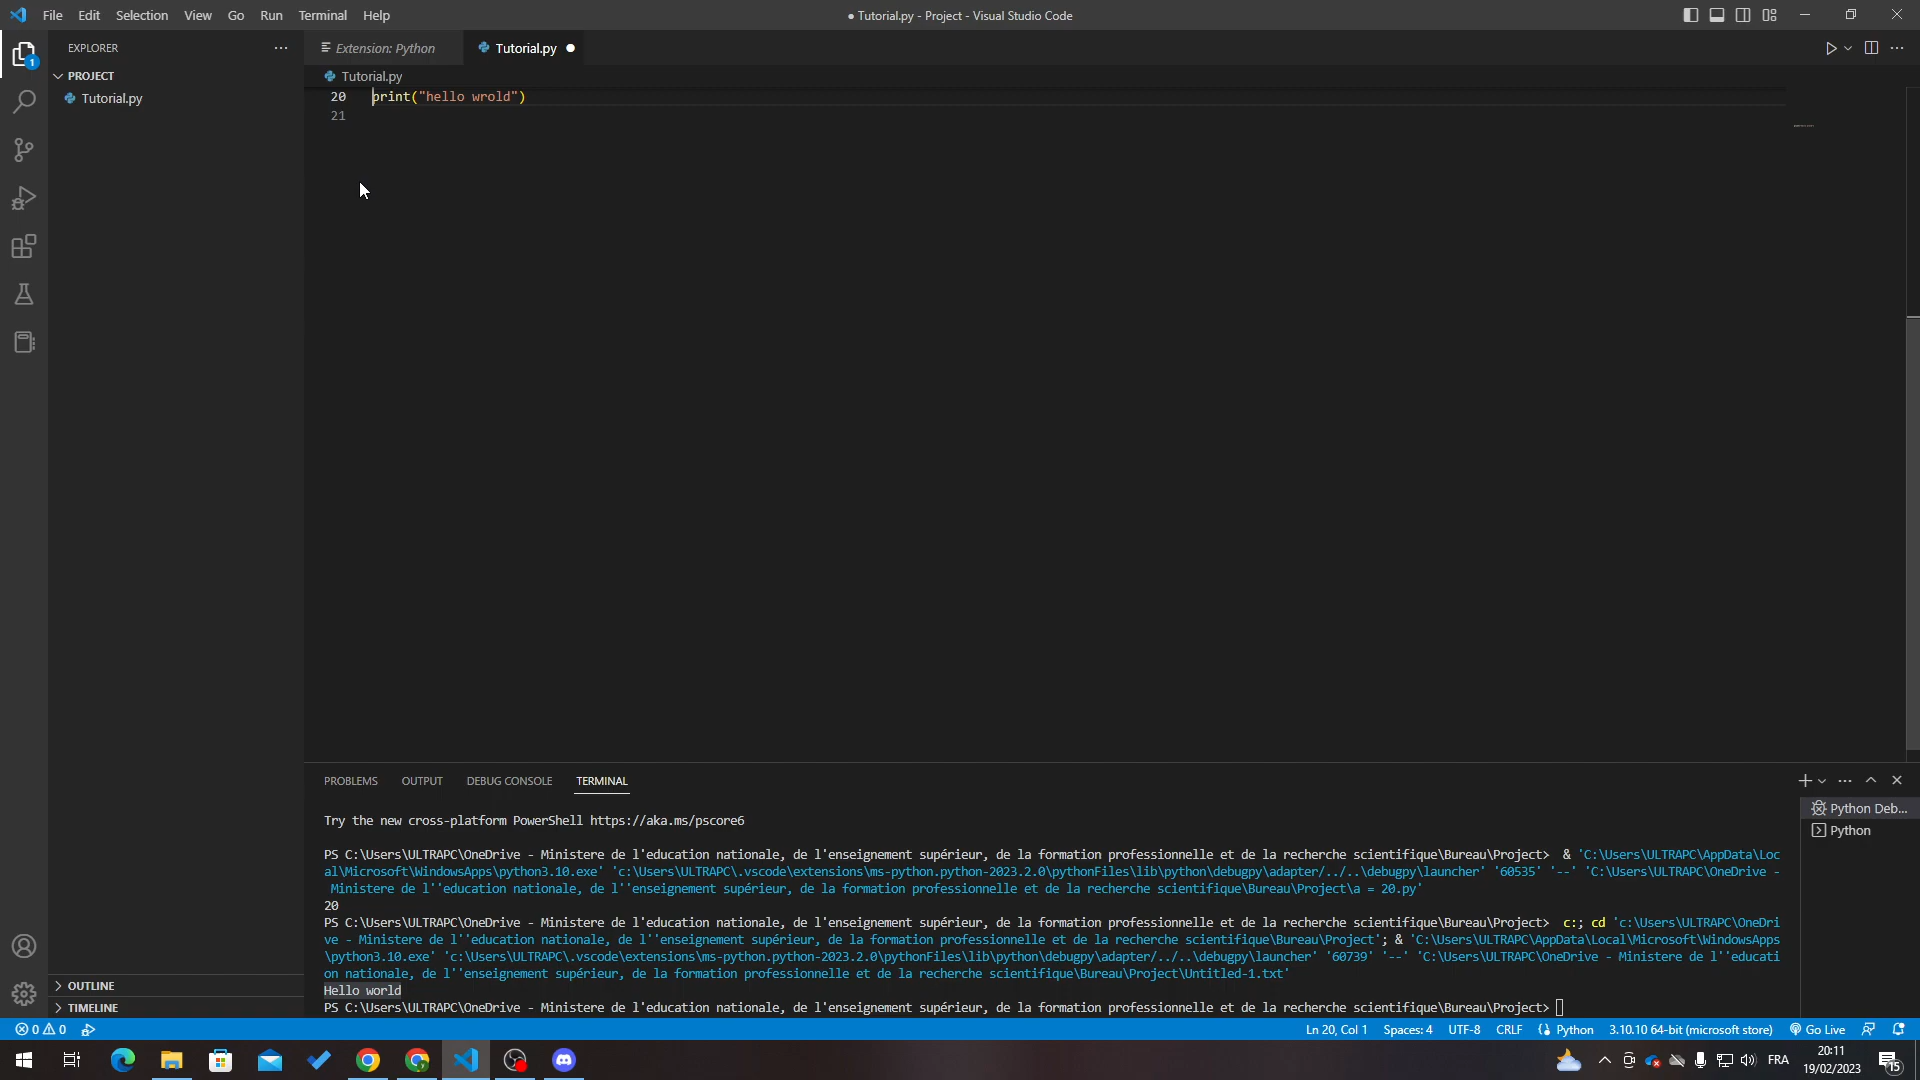 File Edit Selection View Go Run Terminal Help
● Tutorial.py - Project - Visual Studio Code
EXPLORER
Extension: Python
Tutorial.py
PROJECT
Tutorial.py
Tutorial.py
20 print("hello wrold")
21
1
PROBLEMS OUTPUT DEBUG CONSOLE TERMINAL
Python Deb...
Python
Try the new cross-platform PowerShell https://aka.ms/pscore6
PS C:\Users\ULTRAPC\OneDrive - Ministere de l'education nationale, de l'enseignement supérieur, de la formation professionnelle et de la recherche scientifique\Bureau\Project>  & 'C:\Users\ULTRAPC\AppData\Loc
al\Microsoft\WindowsApps\python3.10.exe' 'c:\Users\ULTRAPC\.vscode\extensions\ms-python.python-2023.2.0\pythonFiles\lib\python\debugpy\adapter/../..\debugpy\launcher' '60535' '--' 'C:\Users\ULTRAPC\OneDrive -
Ministere de l''education nationale, de l''enseignement supérieur, de la formation professionnelle et de la recherche scientifique\Bureau\Project\a = 20.py'
20
PS C:\Users\ULTRAPC\OneDrive - Ministere de l'education nationale, de l'enseignement supérieur, de la formation professionnelle et de la recherche scientifique\Bureau\Project>  c:; cd 'c:\Users\ULTRAPC\OneDri
ve - Ministere de l''education nationale, de l''enseignement supérieur, de la formation professionnelle et de la recherche scientifique\Bureau\Project'; & 'C:\Users\ULTRAPC\AppData\Local\Microsoft\WindowsApps
\python3.10.exe' 'c:\Users\ULTRAPC\.vscode\extensions\ms-python.python-2023.2.0\pythonFiles\lib\python\debugpy\adapter/../..\debugpy\launcher' '60739' '--' 'C:\Users\ULTRAPC\OneDrive - Ministere de l''educati
on nationale, de l''enseignement supérieur, de la formation professionnelle et de la recherche scientifique\Bureau\Project\Untitled-1.txt'
Hello world
PS C:\Users\ULTRAPC\OneDrive - Ministere de l'education nationale, de l'enseignement supérieur, de la formation professionnelle et de la recherche scientifique\Bureau\Project>
OUTLINE
TIMELINE
0 0
Ln 20, Col 1 Spaces: 4 UTF-8 CRLF Python 3.10.10 64-bit (microsoft store) Go Live
FRA
20:11
19/02/2023
15